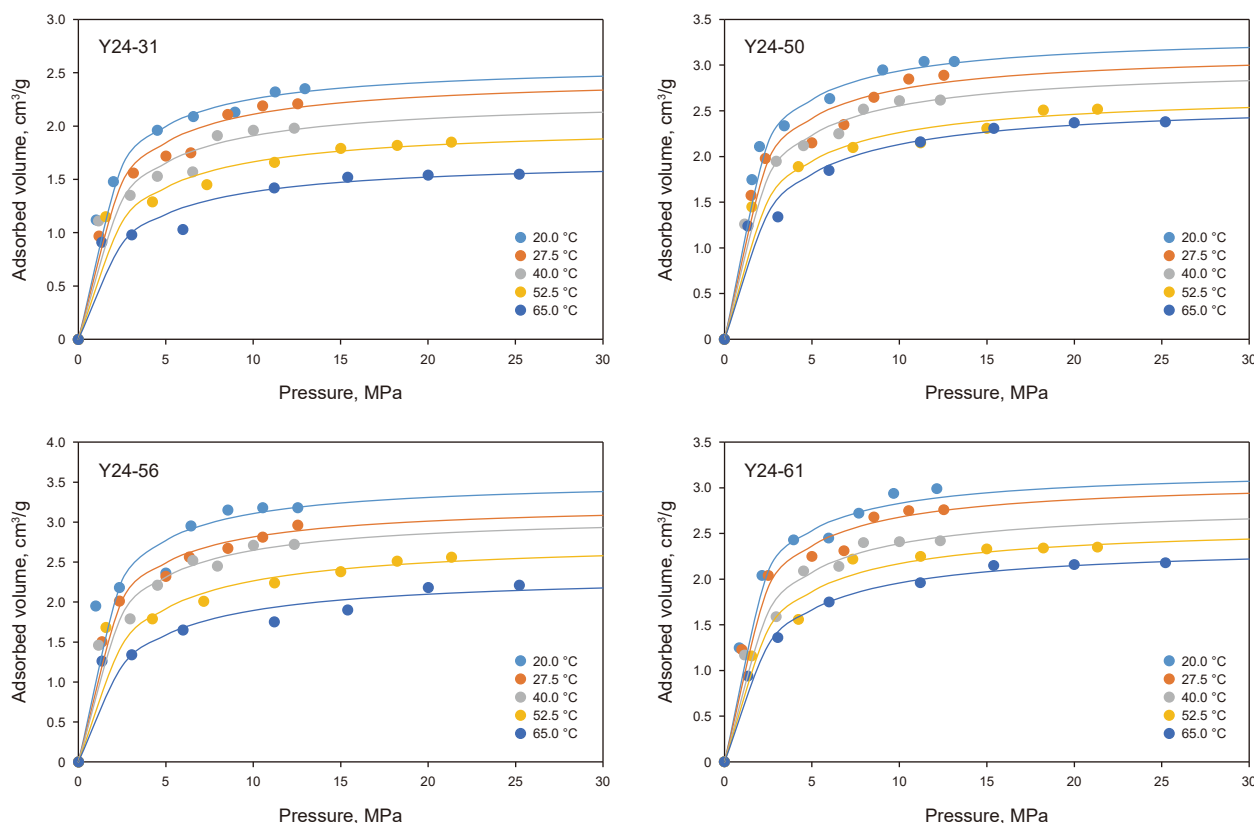 Y24-31
Adsorbed volume, cm³/g
3.0
2.5
2.0
1.5
1.0
0.5
0
0 5 10 15 20 25 30
Pressure, MPa
20.0 °C
27.5 °C
40.0 °C
52.5 °C
65.0 °C
Y24-50
Adsorbed volume, cm³/g
3.5
3.0
2.5
2.0
1.5
1.0
0.5
0
0 5 10 15 20 25 30
Pressure, MPa
20.0 °C
27.5 °C
40.0 °C
52.5 °C
65.0 °C
Y24-56
Adsorbed volume, cm³/g
4.0
3.5
3.0
2.5
2.0
1.5
1.0
0.5
0
0 5 10 15 20 25 30
Pressure, MPa
20.0 °C
27.5 °C
40.0 °C
52.5 °C
65.0 °C
Y24-61
Adsorbed volume, cm³/g
3.5
3.0
2.5
2.0
1.5
1.0
0.5
0
0 5 10 15 20 25 30
Pressure, MPa
20.0 °C
27.5 °C
40.0 °C
52.5 °C
65.0 °C